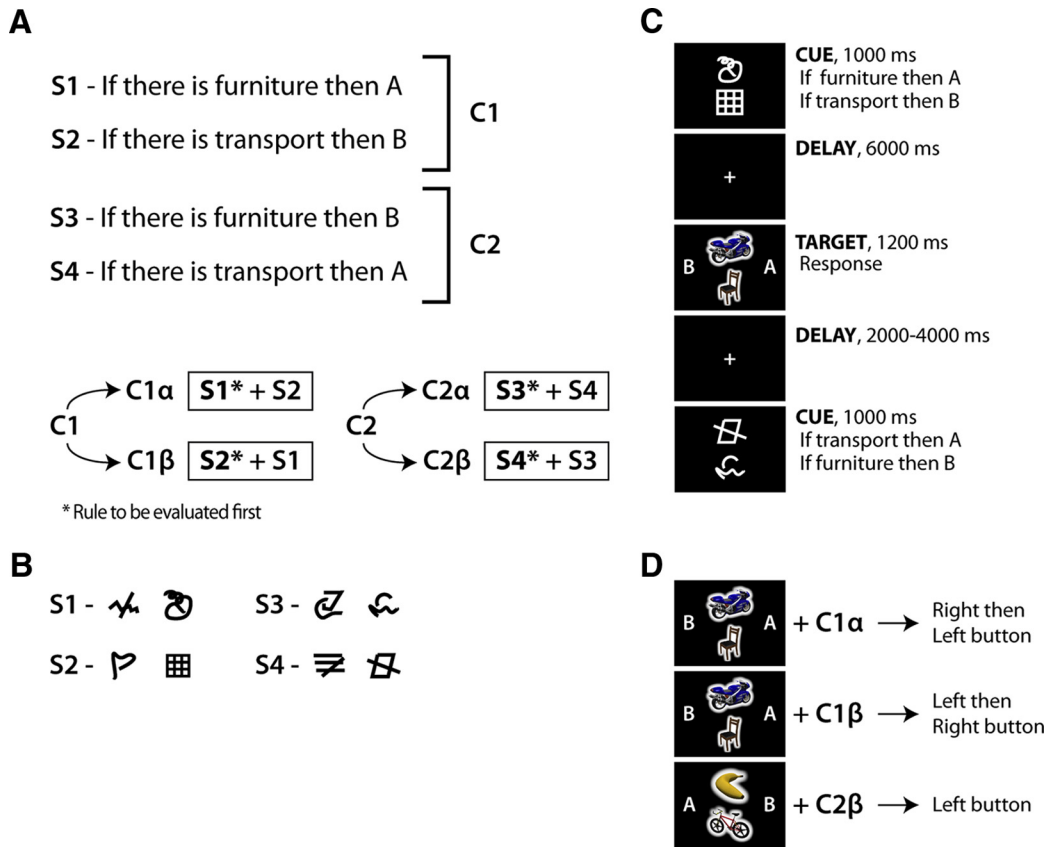 A
S1 - If there is furniture then A
S2 - If there is transport then B
C1
S3 - If there is furniture then B
S4 - If there is transport then A
C2
C1
C1α S1* + S2
C1β S2* + S1
C2
C2α S3* + S4
C2β S4* + S3
* Rule to be evaluated first
B
S1 -
S2 -
S3 -
S4 -
C
CUE, 1000 ms
If furniture then A
If transport then B
+
DELAY, 6000 ms
B A
TARGET, 1200 ms
Response
+
DELAY, 2000-4000 ms
CUE, 1000 ms
If transport then A
If furniture then B
D
B A + C1α → Right then
Left button
B A + C1β → Left then
Right button
A B + C2β → Left button